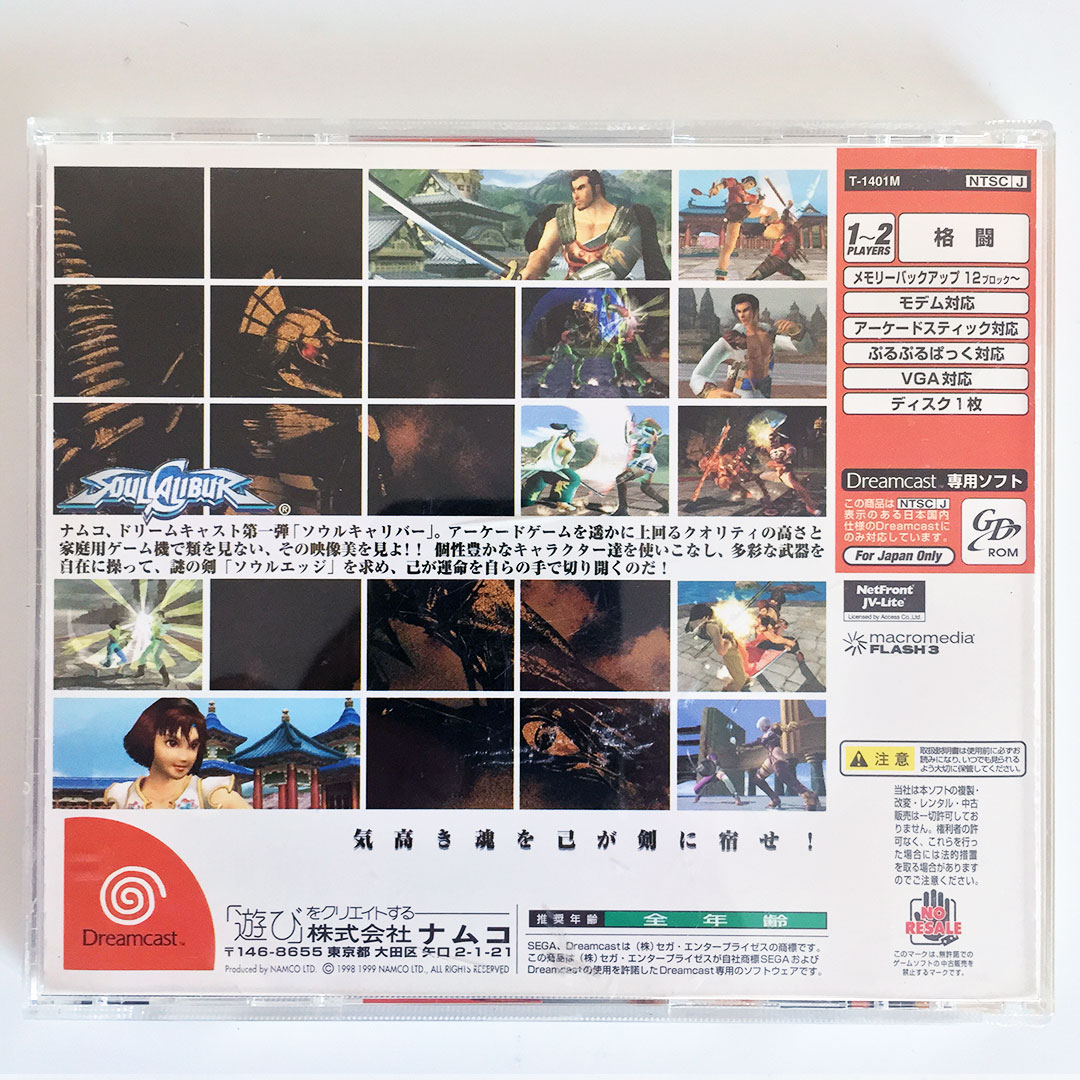 T-1401M
NTSC J
1~2
PLAYERS
格闘
メモリーバックアップ 12ブロック~
モデム対応
アーケードスティック対応
ぷるぷるぱっく対応
VGA対応
ディスク1枚
Dreamcast™ 専用ソフト
この商品は NTSC J
表示のある日本国内
仕様のDreamcastに
のみ対応しています。
For Japan Only
GD
ROM
SOULCALIBUR®
ナムコ、ドリームキャスト第一弾「ソウルキャリバー」。アーケードゲームを遥かに上回るクオリティの高さと
家庭用ゲーム機で類を見ない、その映像美を見よ!! 個性豊かなキャラクター達を使いこなし、多彩な武器を
自在に操って、謎の剣「ソウルエッジ」を求め、己が運命を自らの手で切り開くのだ!
NetFront®
JV-Lite®
Licensed by Access Co.,Ltd.
macromedia®
FLASH 3
注意
取扱説明書は使用前に必ずお
読みになり、いつでも見られる
よう大切に保管してください。
当社は本ソフトの複製・
改変・レンタル・中古
販売は一切許可してお
りません。権利者の許
可なく、これらを行っ
た場合には法的措置
を取る場合があります
のでご注意ください。
NO
RESALE
このマークは、無許諾での
ゲームソフトの中古販売を
禁止するマークです。
気高き魂を己が剣に宿せ!
Dreamcast™
「遊び」をクリエイトする
株式会社ナムコ
〒146-8655 東京都 大田区 矢口 2-1-21
Produced by NAMCO LTD. © 1998 1999 NAMCO LTD., ALL RIGHTS RESERVED
推奨年齢 全年齢
SEGA、Dreamcastは(株)セガ・エンタープライゼスの商標です。
この商品は(株)セガ・エンタープライゼスが自社商標SEGA および
Dreamcastの使用を許諾したDreamcast専用のソフトウェアです。